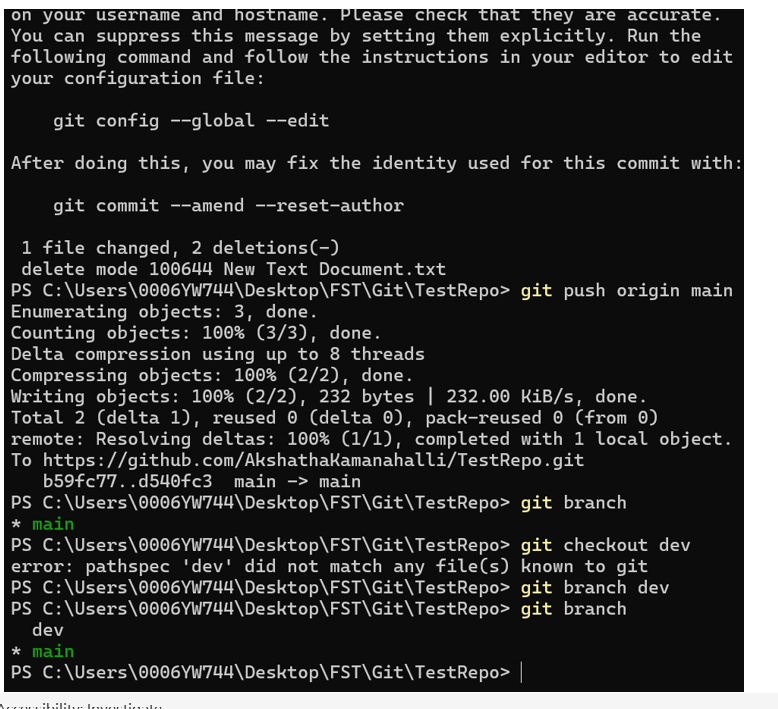 on your username and hostname. Please check that they are accurate.
You can suppress this message by setting them explicitly. Run the
following command and follow the instructions in your editor to edit
your configuration file:
git config --global --edit
After doing this, you may fix the identity used for this commit with:
git commit --amend --reset-author
1 file changed, 2 deletions(-)
delete mode 100644 New Text Document.txt
PS C:\Users\0006YW744\Desktop\FST\Git\TestRepo> git push origin main
Enumerating objects: 3, done.
Counting objects: 100% (3/3), done.
Delta compression using up to 8 threads
Compressing objects: 100% (2/2), done.
Writing objects: 100% (2/2), 232 bytes | 232.00 KiB/s, done.
Total 2 (delta 1), reused 0 (delta 0), pack-reused 0 (from 0)
remote: Resolving deltas: 100% (1/1), completed with 1 local object.
To https://github.com/AkshathaKamanahalli/TestRepo.git
b59fc77..d540fc3  main -> main
PS C:\Users\0006YW744\Desktop\FST\Git\TestRepo> git branch
* main
PS C:\Users\0006YW744\Desktop\FST\Git\TestRepo> git checkout dev
error: pathspec 'dev' did not match any file(s) known to git
PS C:\Users\0006YW744\Desktop\FST\Git\TestRepo> git branch dev
PS C:\Users\0006YW744\Desktop\FST\Git\TestRepo> git branch
dev
* main
PS C:\Users\0006YW744\Desktop\FST\Git\TestRepo>
Accessibility: Investigate